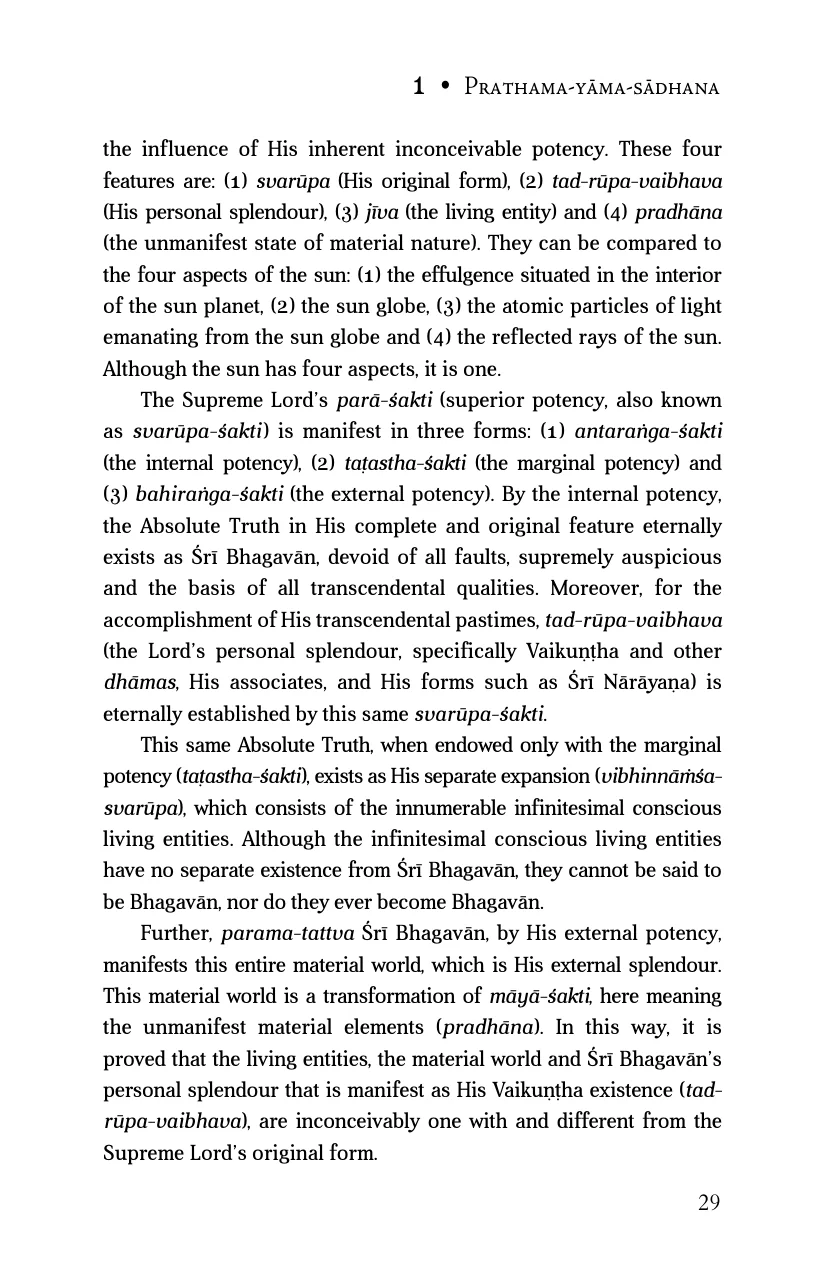 1 • Prathama-yāma-sādhana
the influence of His inherent inconceivable potency. These four
features are: (1) svarūpa (His original form), (2) tad-rūpa-vaibhava
(His personal splendour), (3) jīva (the living entity) and (4) pradhāna
(the unmanifest state of material nature). They can be compared to
the four aspects of the sun: (1) the effulgence situated in the interior
of the sun planet, (2) the sun globe, (3) the atomic particles of light
emanating from the sun globe and (4) the reflected rays of the sun.
Although the sun has four aspects, it is one.
The Supreme Lord’s parā-śakti (superior potency, also known
as svarūpa-śakti) is manifest in three forms: (1) antaraṅga-śakti
(the internal potency), (2) taṭastha-śakti (the marginal potency) and
(3) bahiraṅga-śakti (the external potency). By the internal potency,
the Absolute Truth in His complete and original feature eternally
exists as Śrī Bhagavān, devoid of all faults, supremely auspicious
and the basis of all transcendental qualities. Moreover, for the
accomplishment of His transcendental pastimes, tad-rūpa-vaibhava
(the Lord’s personal splendour, specifically Vaikuṇṭha and other
dhāmas, His associates, and His forms such as Śrī Nārāyaṇa) is
eternally established by this same svarūpa-śakti.
This same Absolute Truth, when endowed only with the marginal
potency (taṭastha-śakti), exists as His separate expansion (vibhinnāṁśa-
svarūpa), which consists of the innumerable infinitesimal conscious
living entities. Although the infinitesimal conscious living entities
have no separate existence from Śrī Bhagavān, they cannot be said to
be Bhagavān, nor do they ever become Bhagavān.
Further, parama-tattva Śrī Bhagavān, by His external potency,
manifests this entire material world, which is His external splendour.
This material world is a transformation of māyā-śakti, here meaning
the unmanifest material elements (pradhāna). In this way, it is
proved that the living entities, the material world and Śrī Bhagavān’s
personal splendour that is manifest as His Vaikuṇṭha existence (tad-
rūpa-vaibhava), are inconceivably one with and different from the
Supreme Lord’s original form.
29